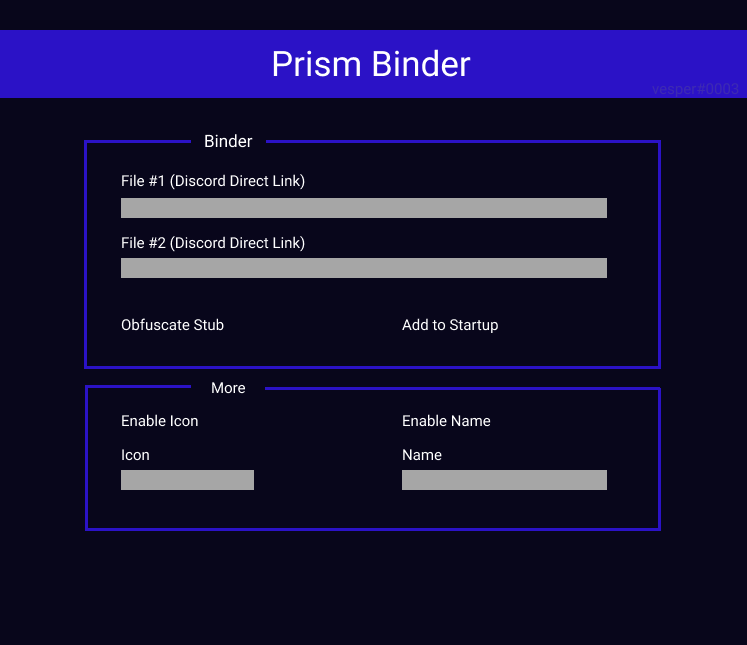 Prism Binder
vesper#0003
Binder
File #1 (Discord Direct Link)
File #2 (Discord Direct Link)
Obfuscate Stub
Add to Startup
More
Enable Icon
Enable Name
Icon
Name